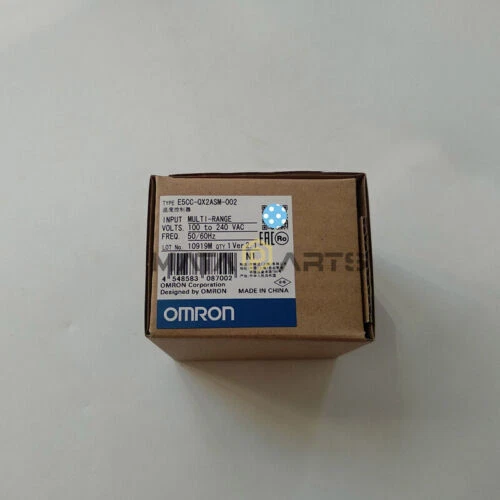 TYPE E5CC-QX2ASM-002
温度控制器
INPUT MULTI-RANGE
VOLTS. 100 to 240 VAC
FREQ. 50/60Hz
LOT No. 10919M QTY 1 Ver 2.1
EAC
N1
4 548583 087002
OMRON Corporation
Designed by OMRON
MADE IN CHINA
OMRON